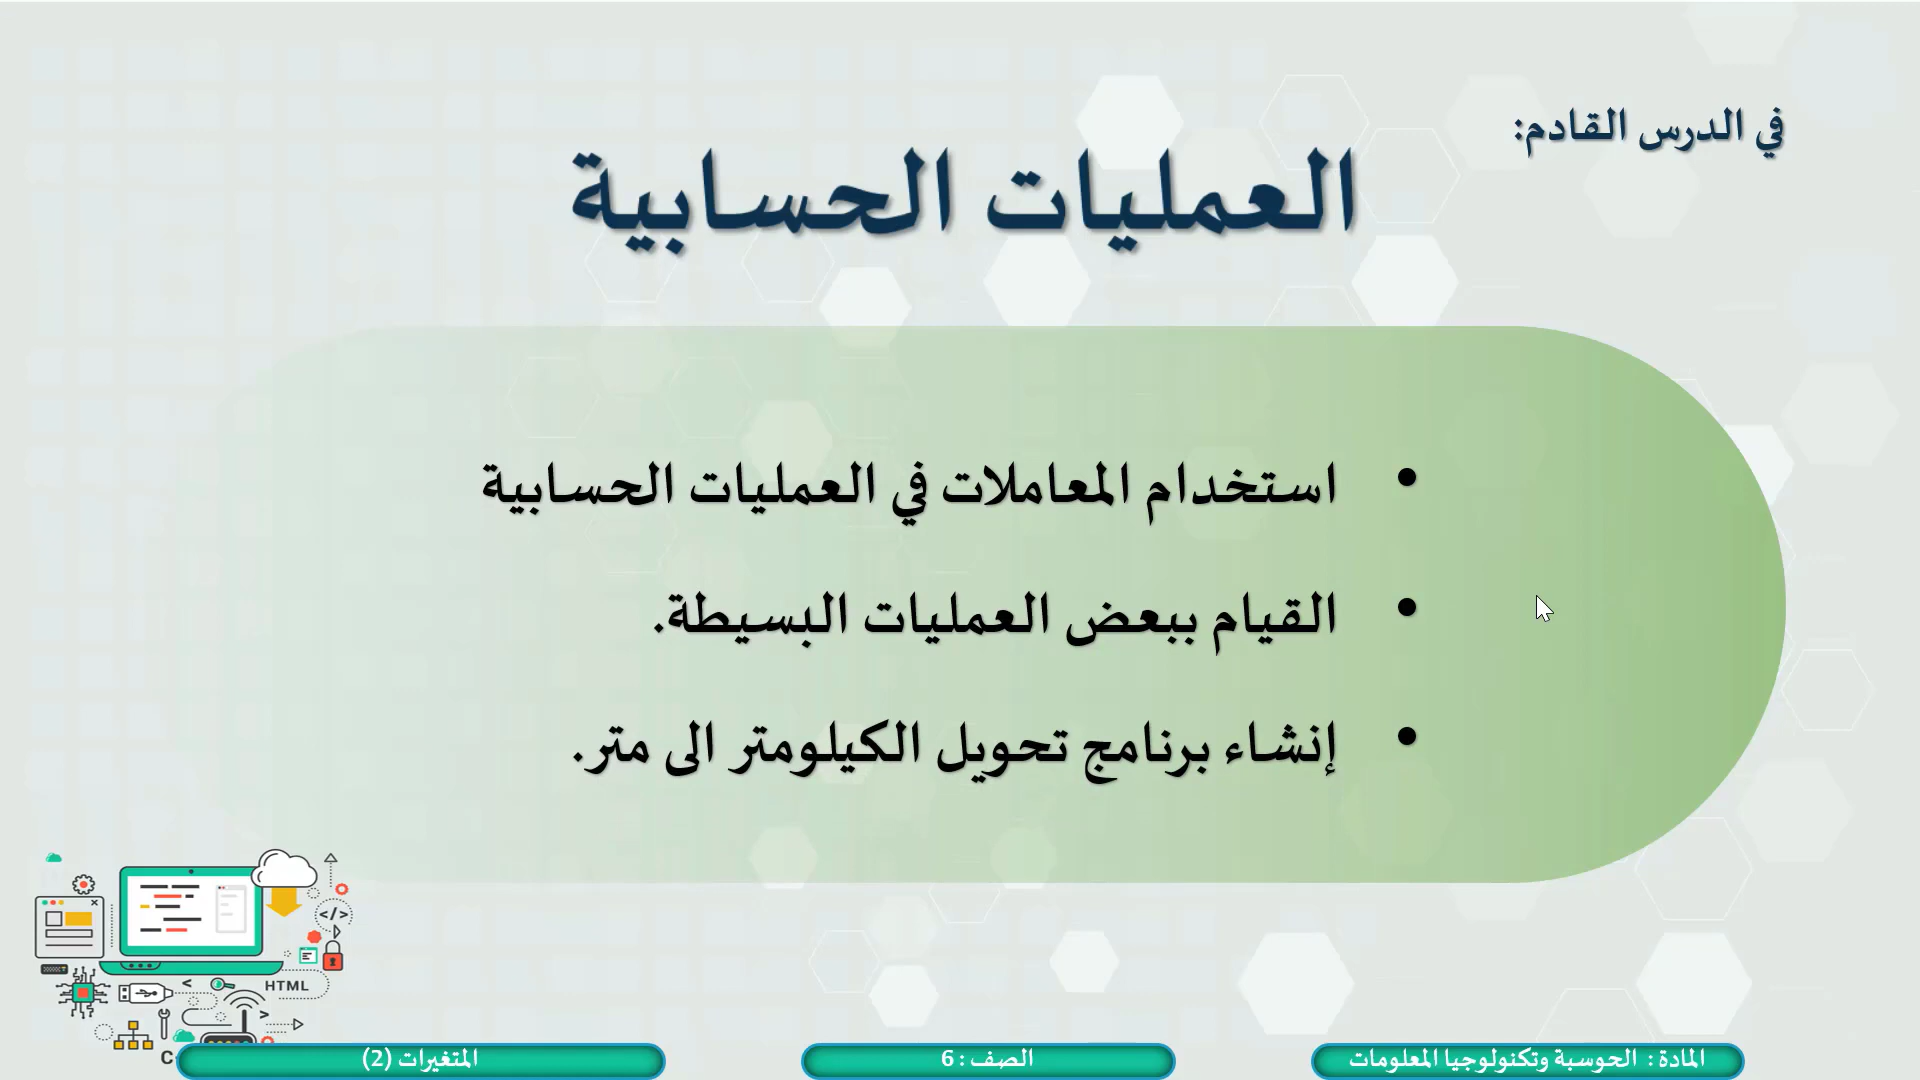 في الدرس القادم:
العمليات الحسابية
• استخدام المعاملات في العمليات الحسابية
• القيام ببعض العمليات البسيطة.
• إنشاء برنامج تحويل الكيلومتر الى متر.
</>
HTML
C
المادة : الحوسبة وتكنولوجيا المعلومات
الصف : 6
المتغيرات (2)